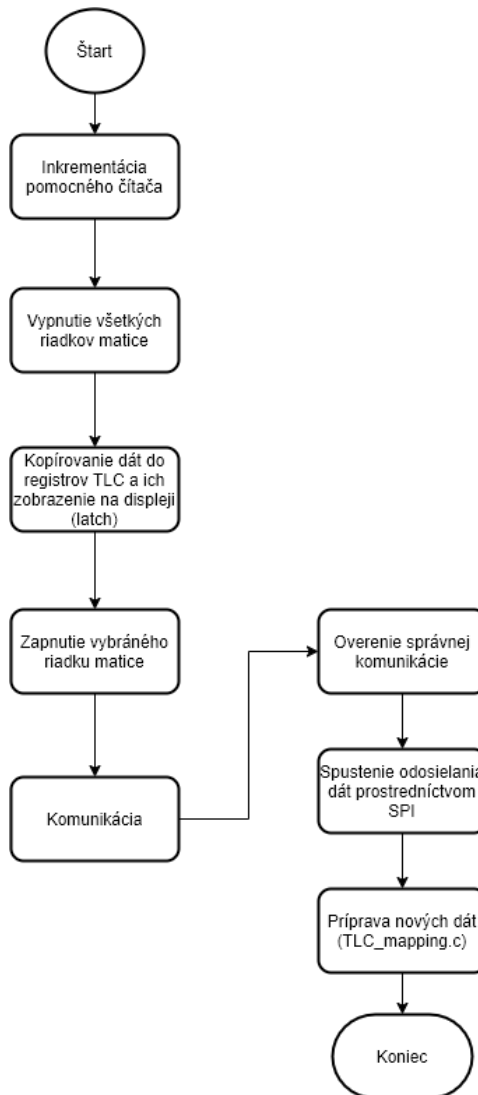 Štart
Inkrementácia
pomocného čítača
Vypnutie všetkých
riadkov matice
Kopírovanie dát do
registrov TLC a ich
zobrazenie na displeji
(latch)
Zapnutie vybráného
riadku matice
Komunikácia
Overenie správnej
komunikácie
Spustenie odosielania
dát prostredníctvom
SPI
Príprava nových dát
(TLC_mapping.c)
Koniec